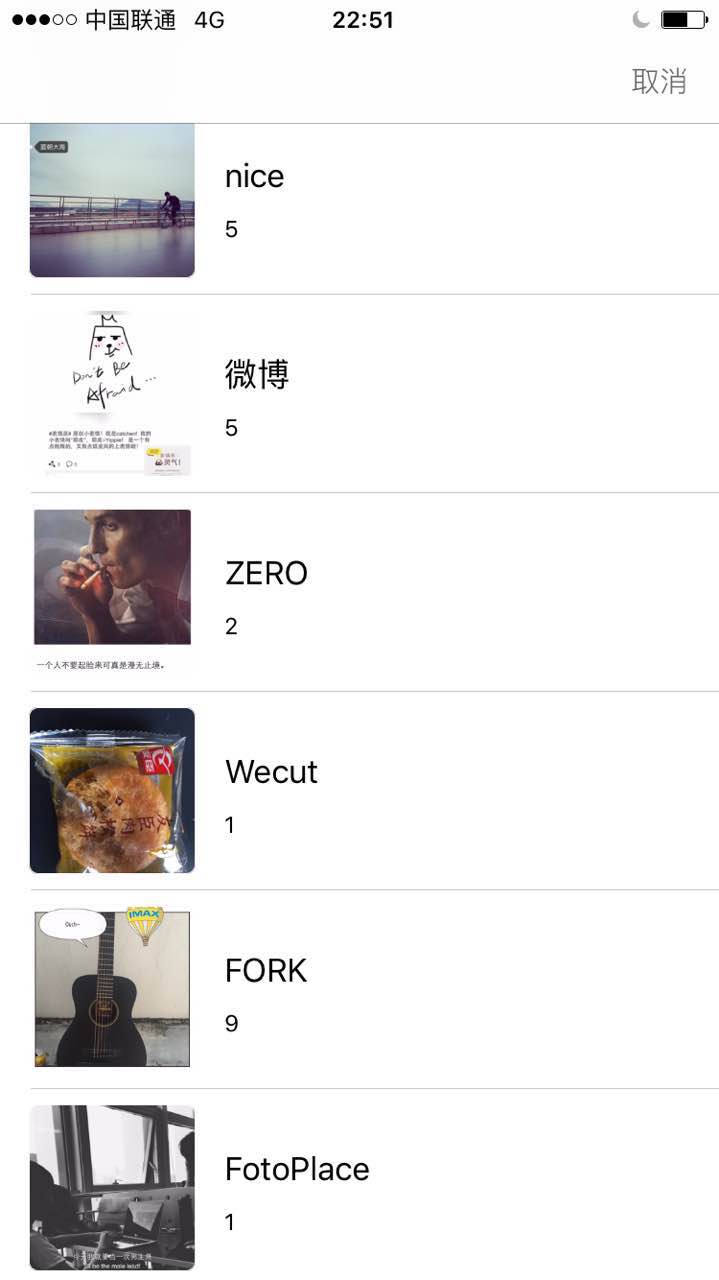 中国联通 4G 22:51
取消
nice
5
Don't Be
Afraid...
微博
5
ZERO
2
一个人不要起脸来可真是漫无止境。
Wecut
1
Ouch~
IMAX
FORK
9
FotoPlace
1